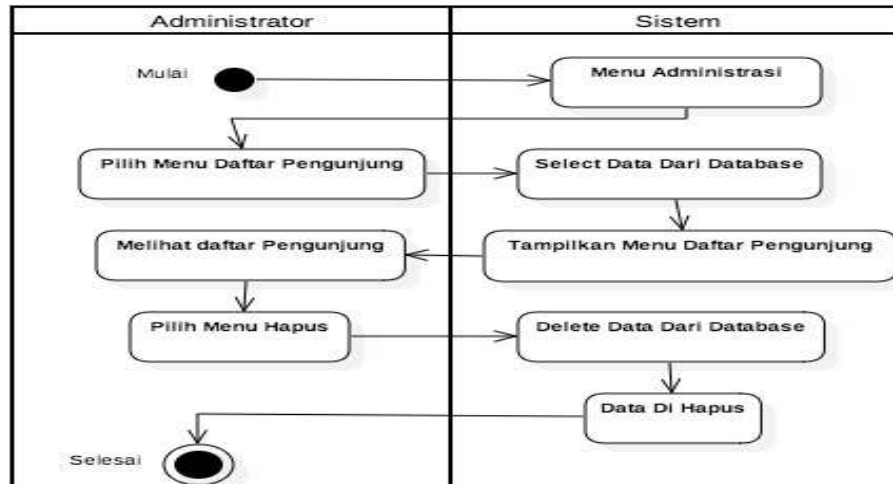 Administrator
Sistem
Mulai
Menu Administrasi
Pilih Menu Daftar Pengunjung
Select Data Dari Database
Melihat daftar Pengunjung
Tampilkan Menu Daftar Pengunjung
Pilih Menu Hapus
Delete Data Dari Database
Data Di Hapus
Selesai